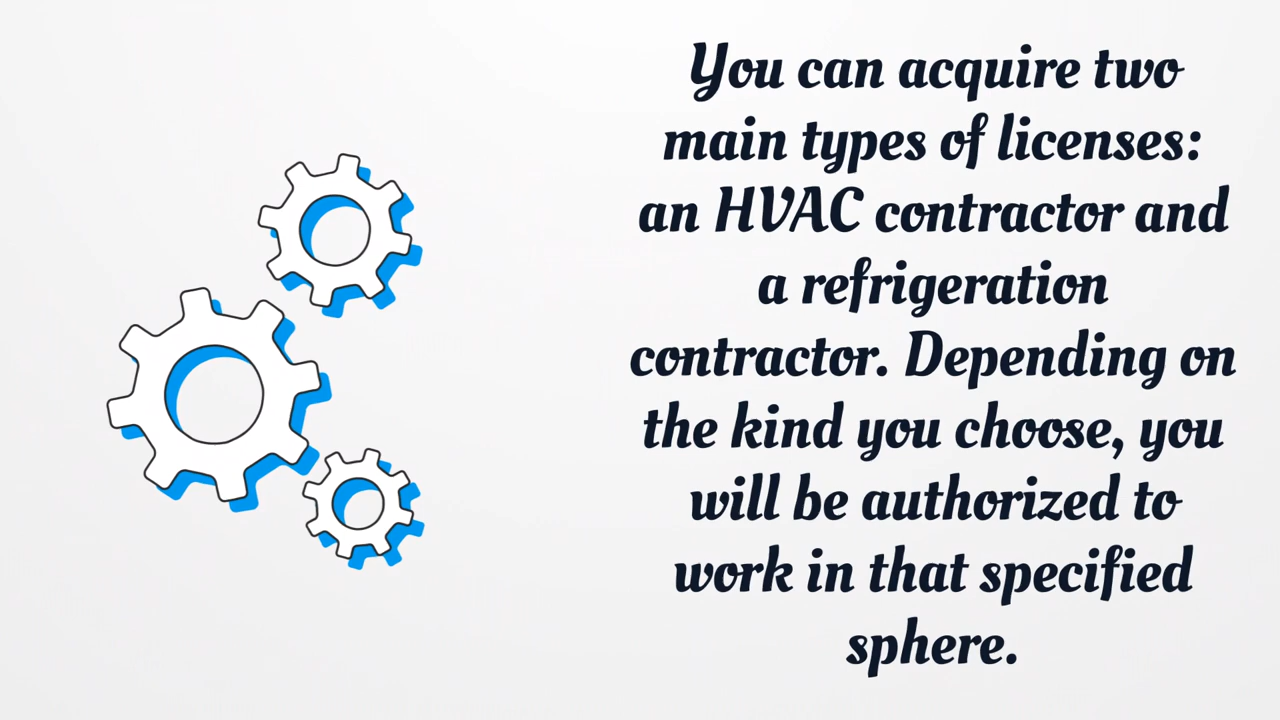 You can acquire two
main types of licenses:
an HVAC contractor and
a refrigeration
contractor. Depending on
the kind you choose, you
will be authorized to
work in that specified
sphere.